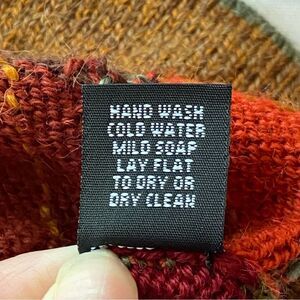 HAND WASH
COLD WATER
MILD SOAP
LAY FLAT
TO DRY OR
DRY CLEAN